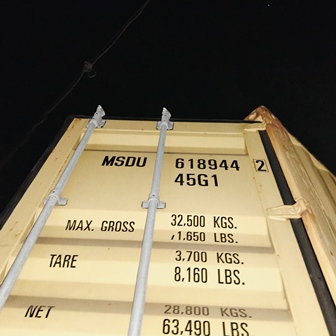 MSDU 618944 2
45G1
MAX. GROSS 32.500 KGS.
1.650 LBS.
TARE 3.700 KGS.
8.160 LBS.
NET 28.800 KGS.
63.490 LBS.